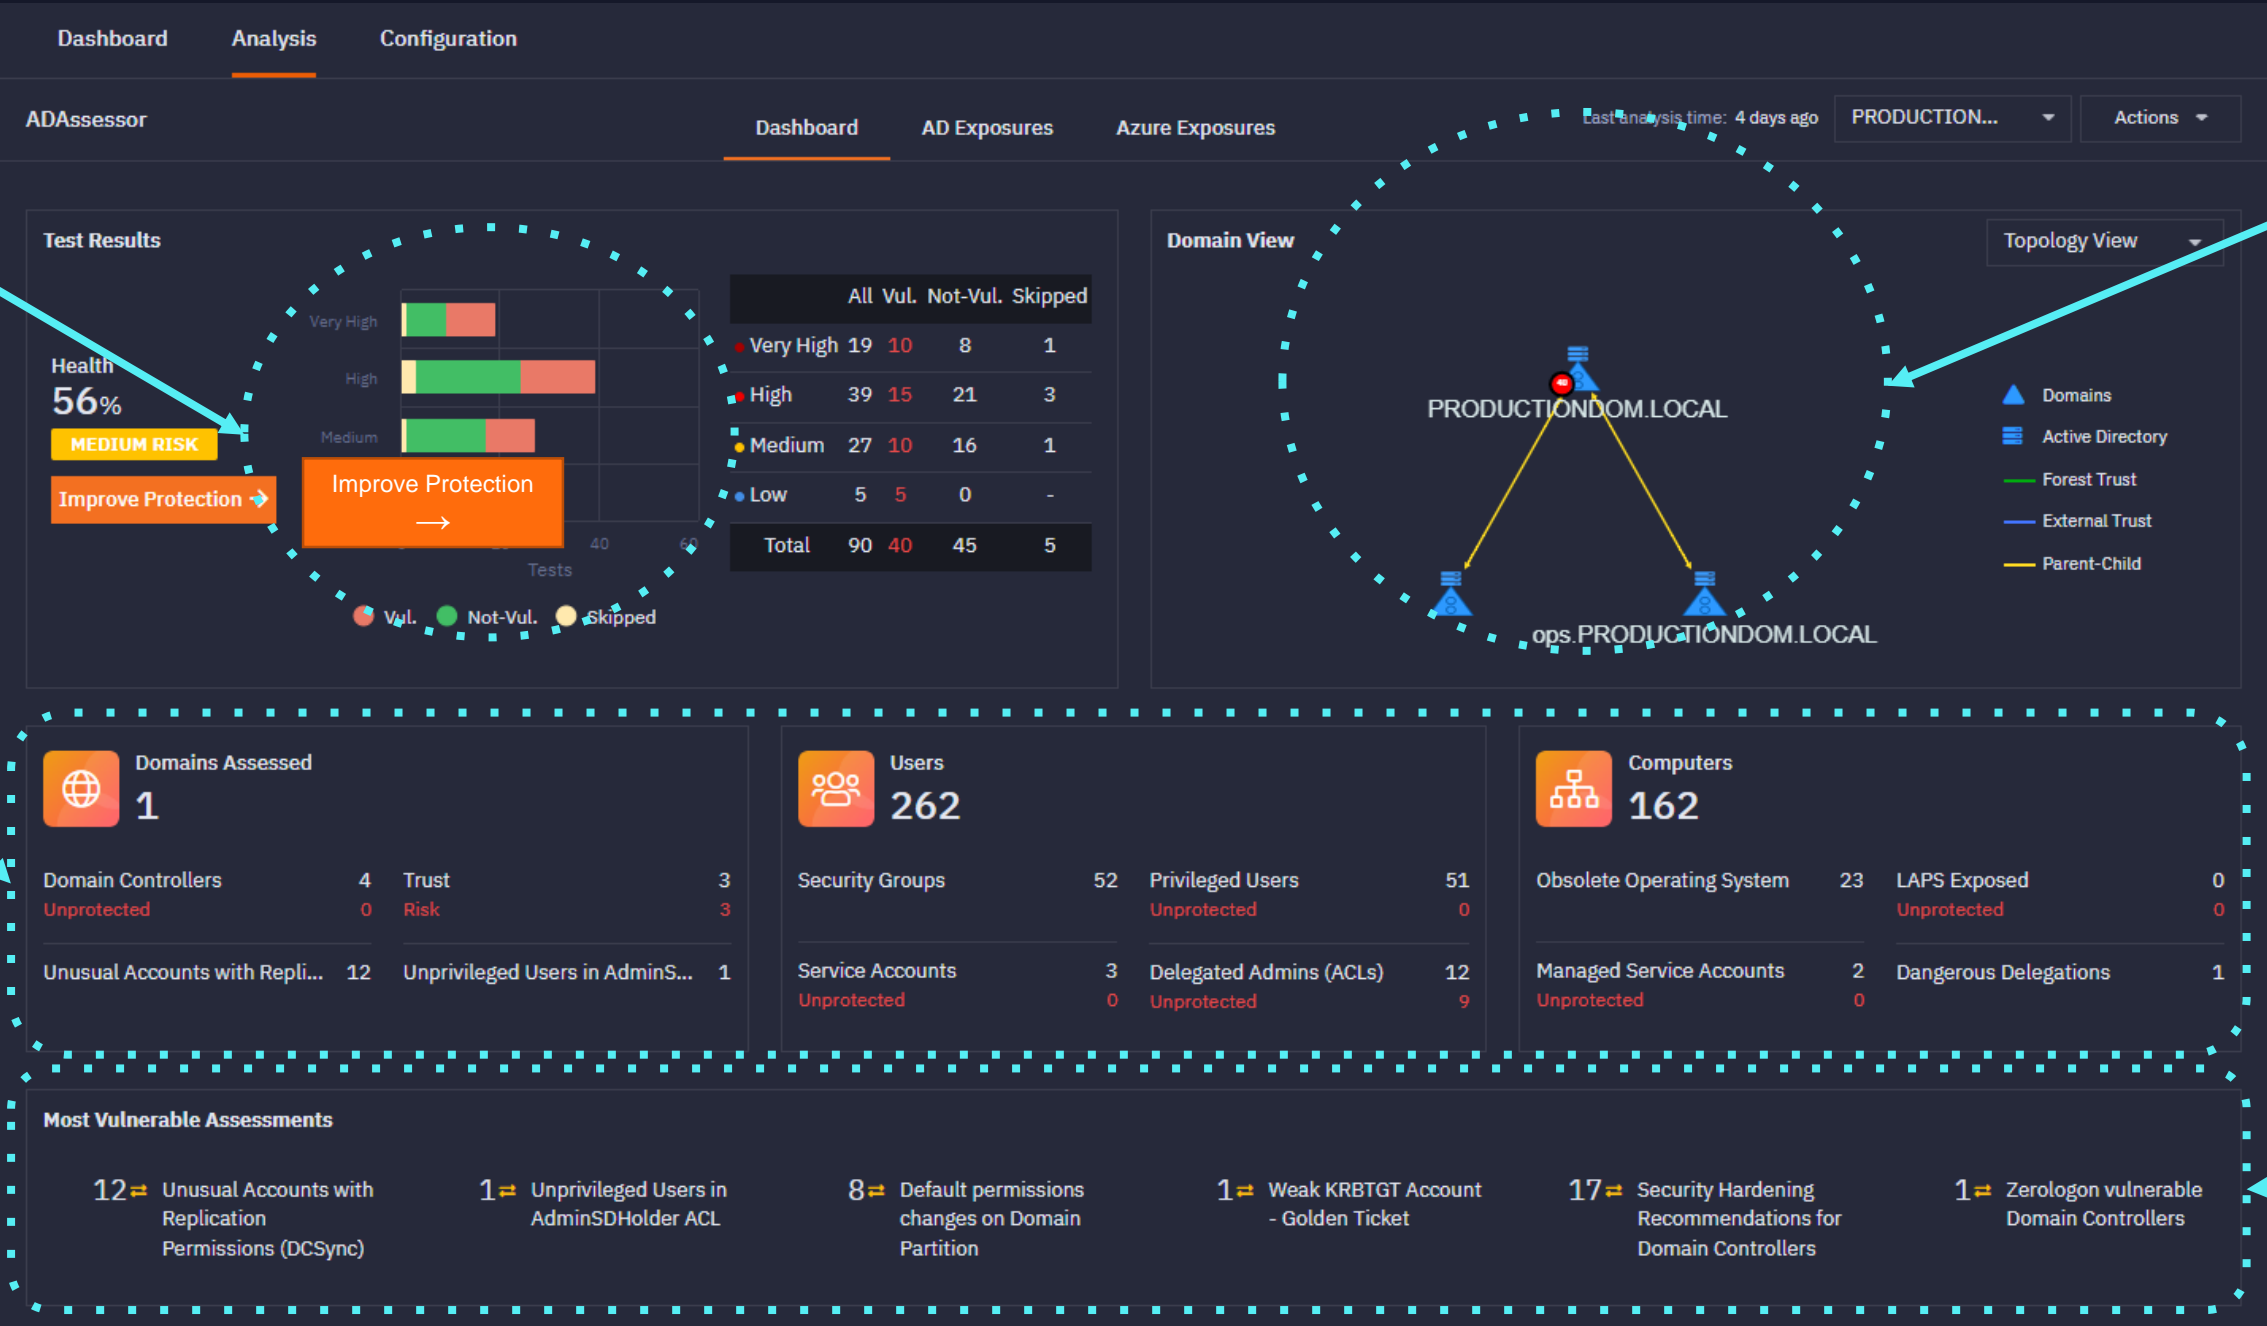 Dashboard Analysis Configuration
ADAssessor
Dashboard AD Exposures Azure Exposures
Last analysis time: 4 days ago
PRODUCTION...
Actions
Test Results
Health
56%
MEDIUM RISK
Improve Protection →
Very High
High
Medium
Improve Protection
→
40 60
Tests
Vul. Not-Vul. Skipped
All Vul. Not-Vul. Skipped
Very High 19 10 8 1
High 39 15 21 3
Medium 27 10 16 1
Low 5 5 0 -
Total 90 40 45 5
Domain View
Topology View
40
PRODUCTIONDOM.LOCAL
ops.PRODUCTIONDOM.LOCAL
Domains
Active Directory
Forest Trust
External Trust
Parent-Child
Domains Assessed
1
Domain Controllers 4
Unprotected 0
Trust 3
Risk 3
Unusual Accounts with Repli... 12
Unprivileged Users in AdminS... 1
Users
262
Security Groups 52
Privileged Users 51
Unprotected 0
Service Accounts 3
Unprotected 0
Delegated Admins (ACLs) 12
Unprotected 9
Computers
162
Obsolete Operating System 23
LAPS Exposed 0
Unprotected 0
Managed Service Accounts 2
Unprotected 0
Dangerous Delegations 1
Most Vulnerable Assessments
12 Unusual Accounts with
Replication
Permissions (DCSync)
1 Unprivileged Users in
AdminSDHolder ACL
8 Default permissions
changes on Domain
Partition
1 Weak KRBTGT Account
- Golden Ticket
17 Security Hardening
Recommendations for
Domain Controllers
1 Zerologon vulnerable
Domain Controllers